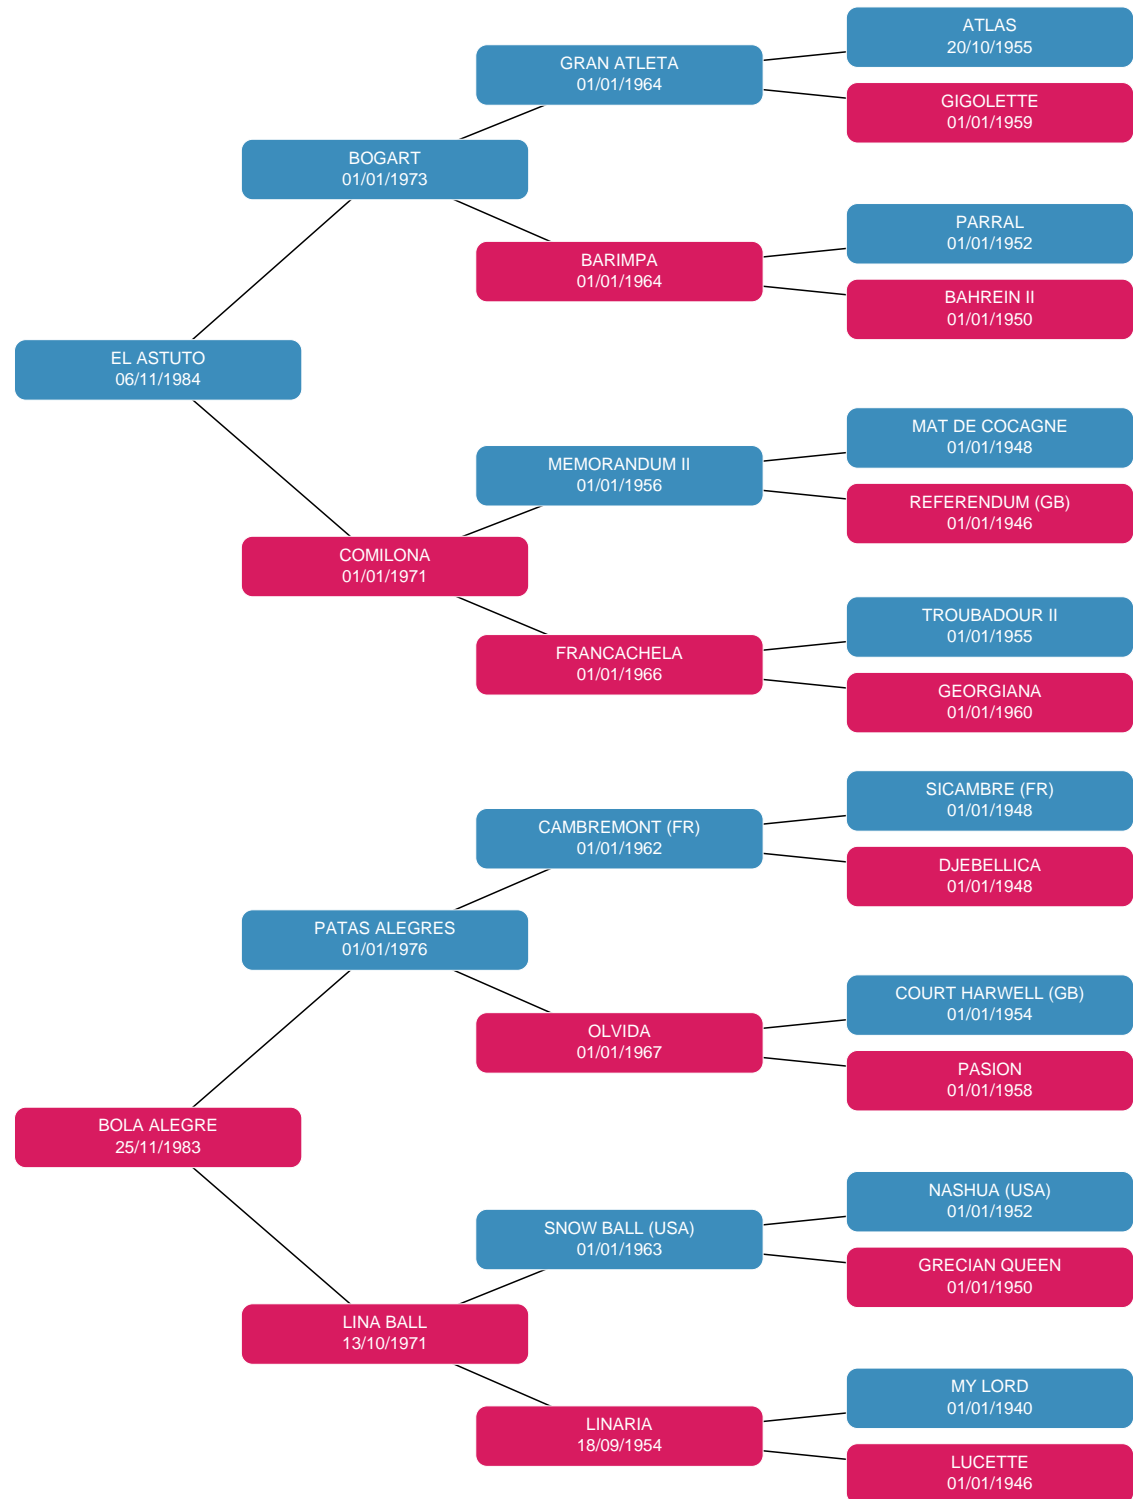 ATLAS
20/10/1955
GRAN ATLETA
01/01/1964
GIGOLETTE
01/01/1959
BOGART
01/01/1973
PARRAL
01/01/1952
BARIMPA
01/01/1964
BAHREIN II
01/01/1950
EL ASTUTO
06/11/1984
MAT DE COCAGNE
01/01/1948
MEMORANDUM II
01/01/1956
REFERENDUM (GB)
01/01/1946
COMILONA
01/01/1971
TROUBADOUR II
01/01/1955
FRANCACHELA
01/01/1966
GEORGIANA
01/01/1960
SICAMBRE (FR)
01/01/1948
CAMBREMONT (FR)
01/01/1962
DJEBELLICA
01/01/1948
PATAS ALEGRES
01/01/1976
COURT HARWELL (GB)
01/01/1954
OLVIDA
01/01/1967
PASION
01/01/1958
BOLA ALEGRE
25/11/1983
NASHUA (USA)
01/01/1952
SNOW BALL (USA)
01/01/1963
GRECIAN QUEEN
01/01/1950
LINA BALL
13/10/1971
MY LORD
01/01/1940
LINARIA
18/09/1954
LUCETTE
01/01/1946